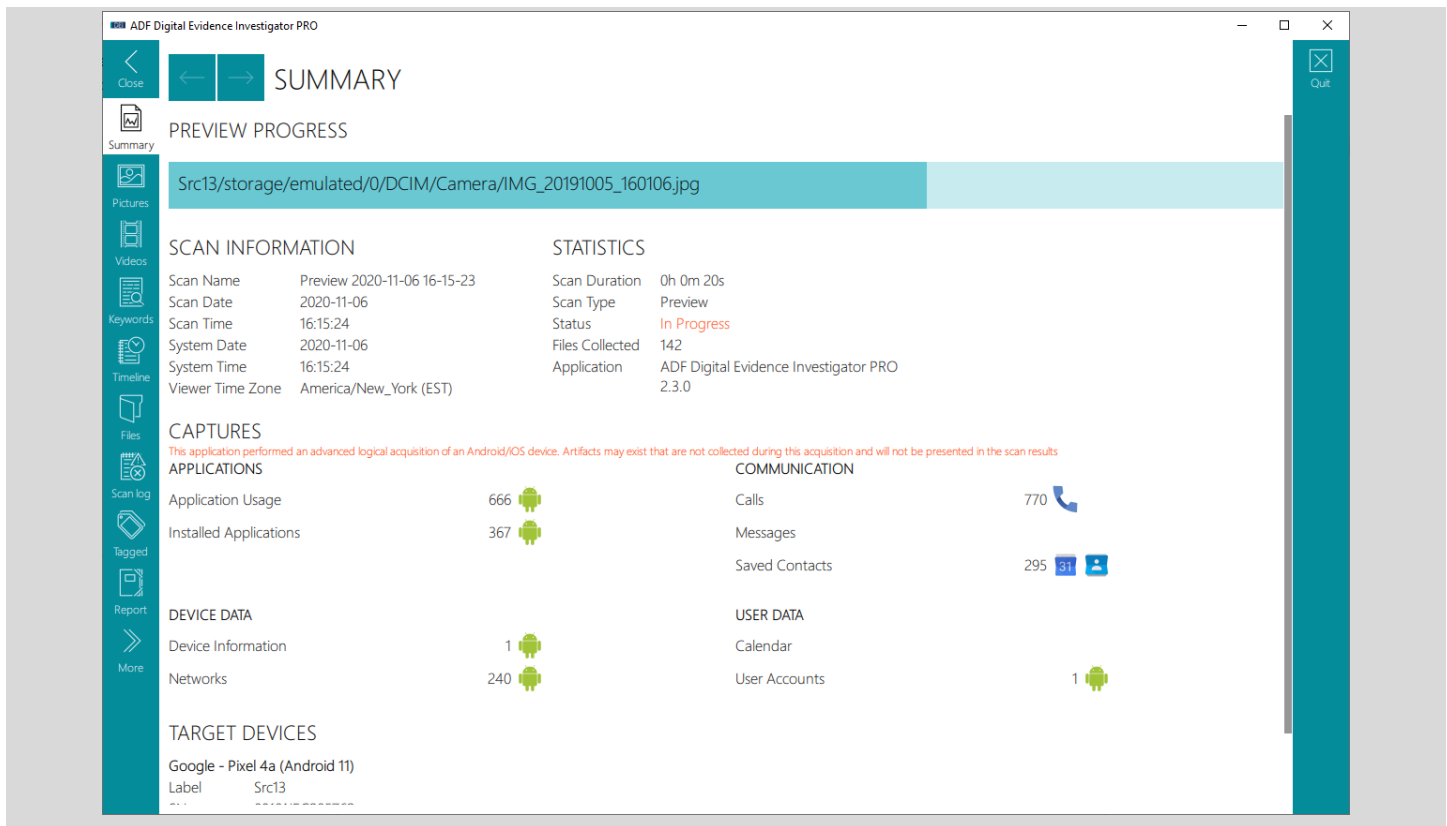 DEI ADF Digital Evidence Investigator PRO
Close
SUMMARY
Quit
Summary
PREVIEW PROGRESS
Src13/storage/emulated/0/DCIM/Camera/IMG_20191005_160106.jpg
Pictures
Videos
Keywords
Timeline
Files
Scan log
Tagged
Report
More
SCAN INFORMATION
Scan Name Preview 2020-11-06 16-15-23
Scan Date 2020-11-06
Scan Time 16:15:24
System Date 2020-11-06
System Time 16:15:24
Viewer Time Zone America/New_York (EST)
STATISTICS
Scan Duration 0h 0m 20s
Scan Type Preview
Status In Progress
Files Collected 142
Application ADF Digital Evidence Investigator PRO
2.3.0
CAPTURES
This application performed an advanced logical acquisition of an Android/iOS device. Artifacts may exist that are not collected during this acquisition and will not be presented in the scan results
APPLICATIONS
Application Usage 666
Installed Applications 367
COMMUNICATION
Calls 770
Messages
Saved Contacts 295 31
DEVICE DATA
Device Information 1
Networks 240
USER DATA
Calendar
User Accounts 1
TARGET DEVICES
Google - Pixel 4a (Android 11)
Label Src13